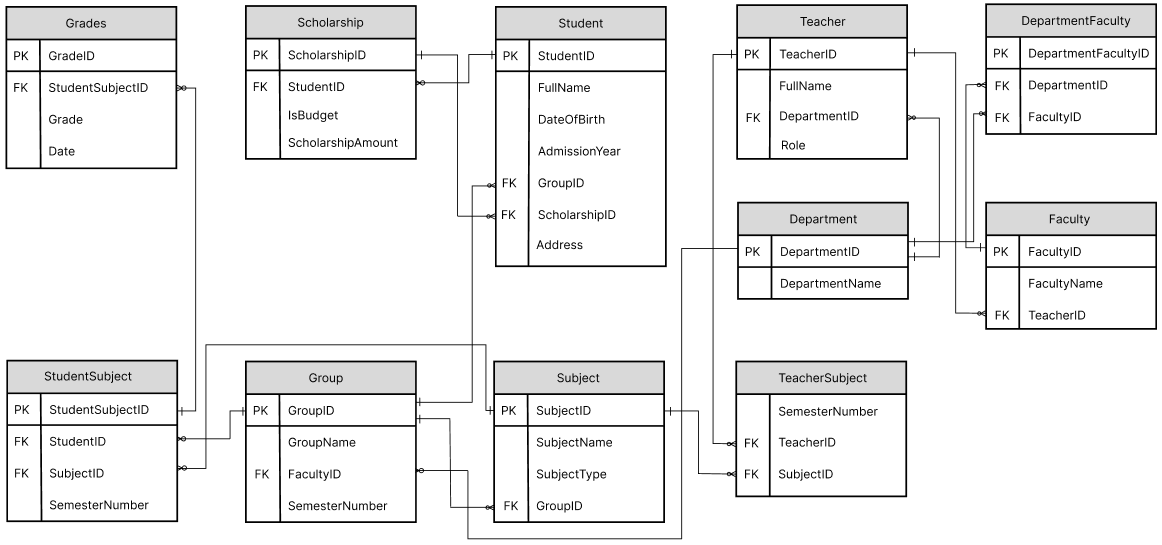 Grades
PK GradeID
FK StudentSubjectID
Grade
Date
Scholarship
PK ScholarshipID
FK StudentID
IsBudget
ScholarshipAmount
Student
PK StudentID
FullName
DateOfBirth
AdmissionYear
FK GroupID
FK ScholarshipID
Address
Teacher
PK TeacherID
FullName
FK DepartmentID
Role
DepartmentFaculty
PK DepartmentFacultyID
FK DepartmentID
FK FacultyID
Department
PK DepartmentID
DepartmentName
Faculty
PK FacultyID
FacultyName
FK TeacherID
StudentSubject
PK StudentSubjectID
FK StudentID
FK SubjectID
SemesterNumber
Group
PK GroupID
GroupName
FK FacultyID
SemesterNumber
Subject
PK SubjectID
SubjectName
SubjectType
FK GroupID
TeacherSubject
SemesterNumber
FK TeacherID
FK SubjectID